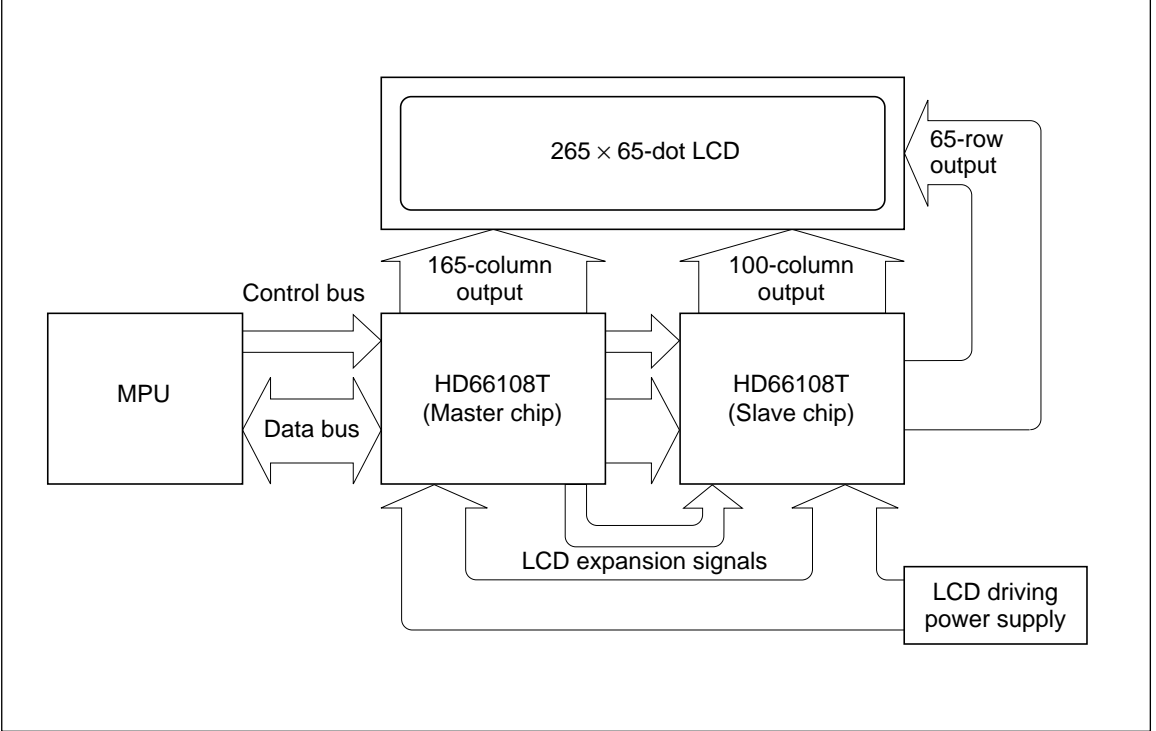 265 × 65-dot LCD
65-row
output
165-column
output
100-column
output
Control bus
MPU
HD66108T
(Master chip)
HD66108T
(Slave chip)
Data bus
LCD expansion signals
LCD driving
power supply